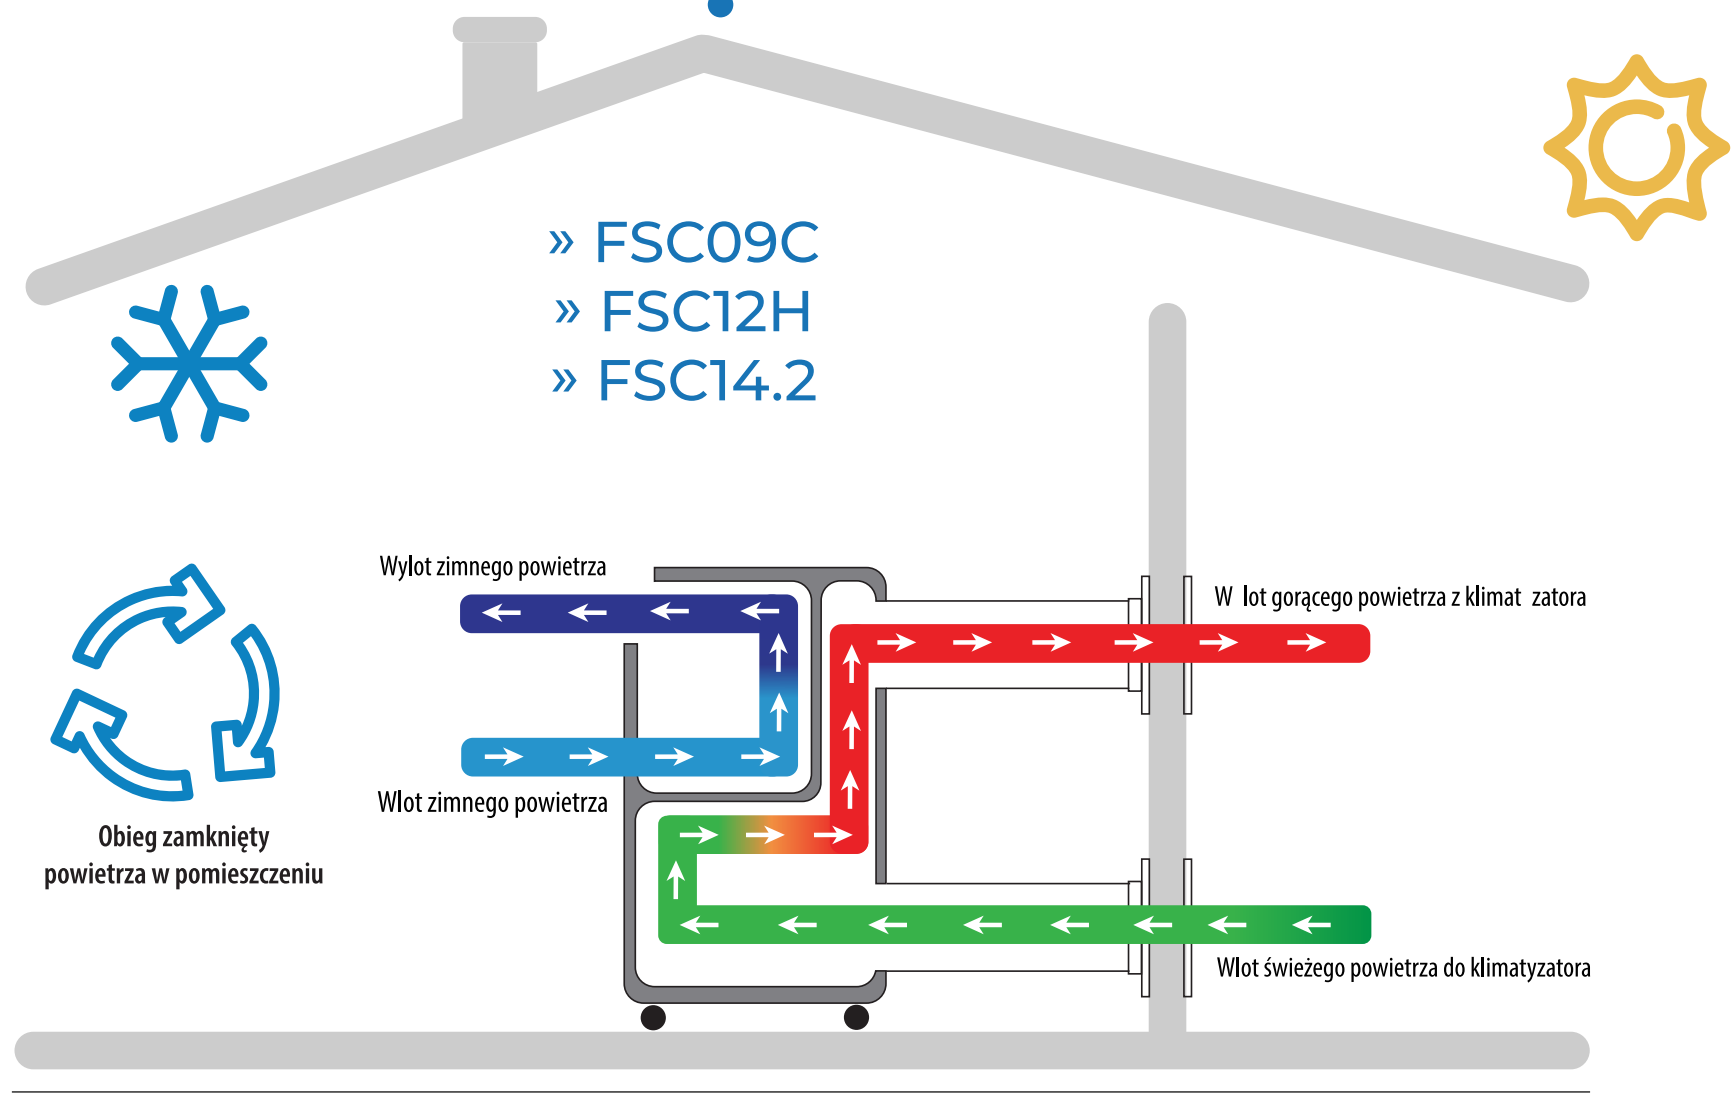 » FSC09C
» FSC12H
» FSC14.2
Wylot zimnego powietrza
W lot gorącego powietrza z klimat zatora
Wlot zimnego powietrza
Obieg zamknięty
powietrza w pomieszczeniu
Wlot świeżego powietrza do klimatyzatora